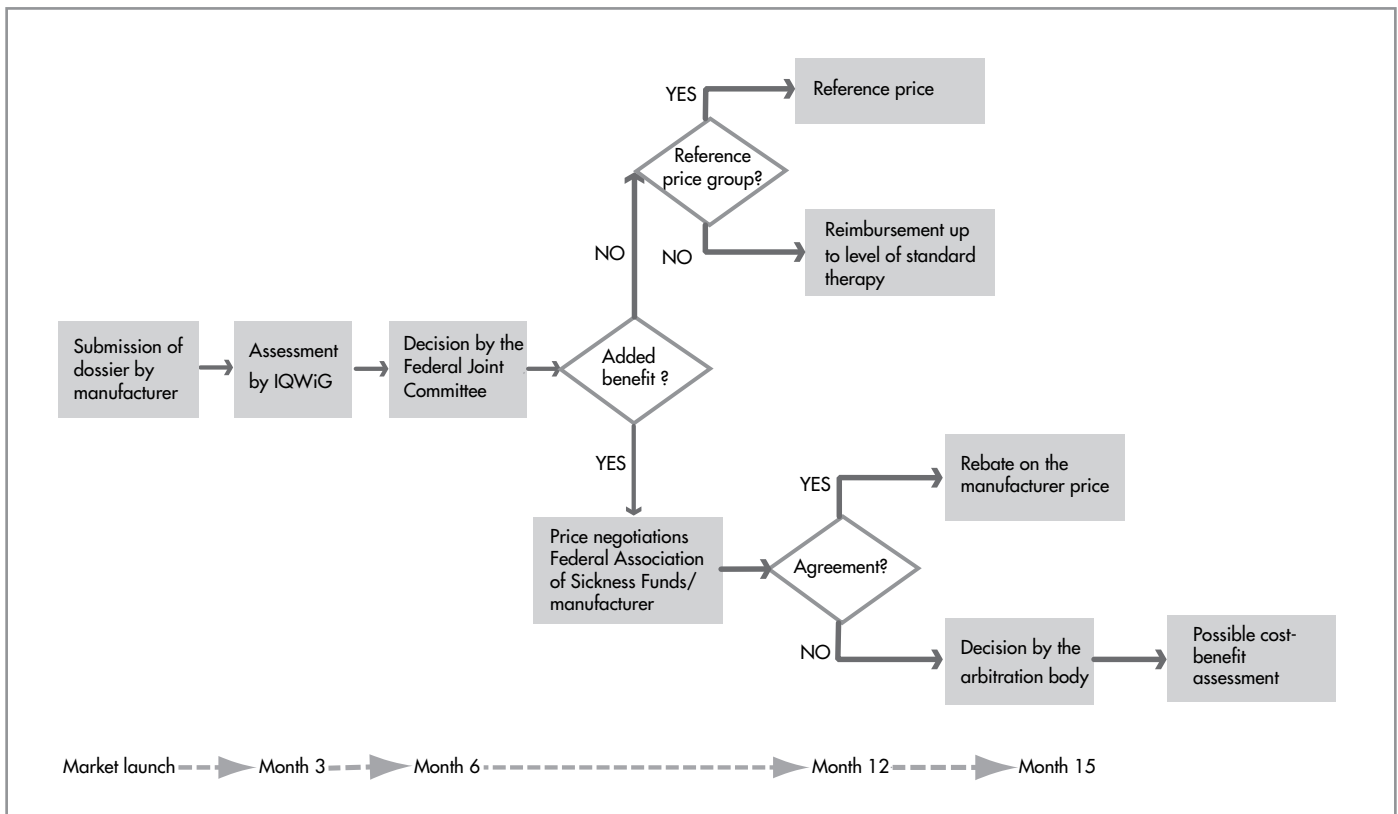 YES
Reference price
Reference
price group?
NO
NO
Reimbursement up
to level of standard
therapy
Submission of
dossier by
manufacturer
Assessment
by IQWiG
Decision by the
Federal Joint
Committee
Added
benefit ?
YES
Price negotiations
Federal Association
of Sickness Funds/
manufacturer
Agreement?
YES
Rebate on the
manufacturer price
NO
Decision by the
arbitration body
Possible cost-
benefit
assessment
Market launch
Month 3
Month 6
Month 12
Month 15